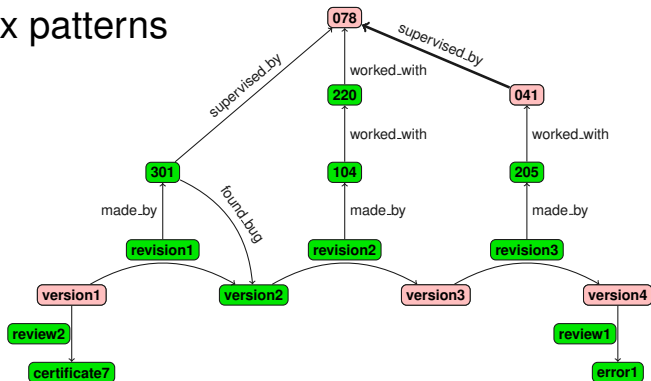 x patterns
078
supervised_by
supervised_by
worked_with
220
041
worked_with
worked_with
301
104
205
made_by
found_bug
made_by
made_by
revision1
revision2
revision3
version1
version2
version3
version4
review2
review1
certificate7
error1